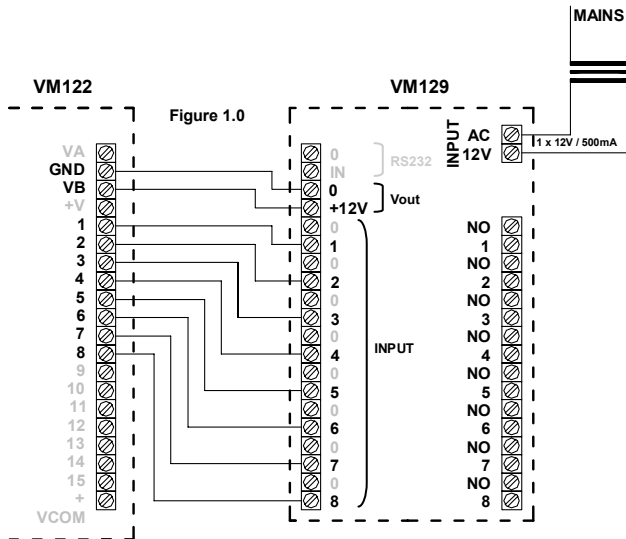 MAINS
VM122
Figure 1.0
VM129
INPUT
AC
12V
1 x 12V / 500mA
VA
GND
VB
+V
1
2
3
4
5
6
7
8
9
10
11
12
13
14
15
+
VCOM
0
IN
RS232
0
+12V
Vout
0
1
0
2
0
3
0
4
0
5
0
6
0
7
0
8
INPUT
NO
1
NO
2
NO
3
NO
4
NO
5
NO
6
NO
7
NO
8